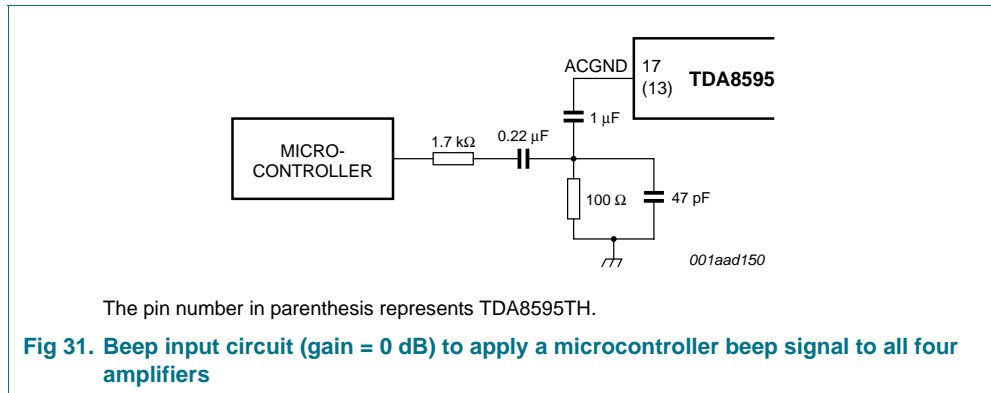 ACGND
17
(13)
TDA8595
1 μF
1.7 kΩ
0.22 μF
MICRO-
CONTROLLER
100 Ω
47 pF
001aad150
The pin number in parenthesis represents TDA8595TH.
Fig 31. Beep input circuit (gain = 0 dB) to apply a microcontroller beep signal to all four
amplifiers